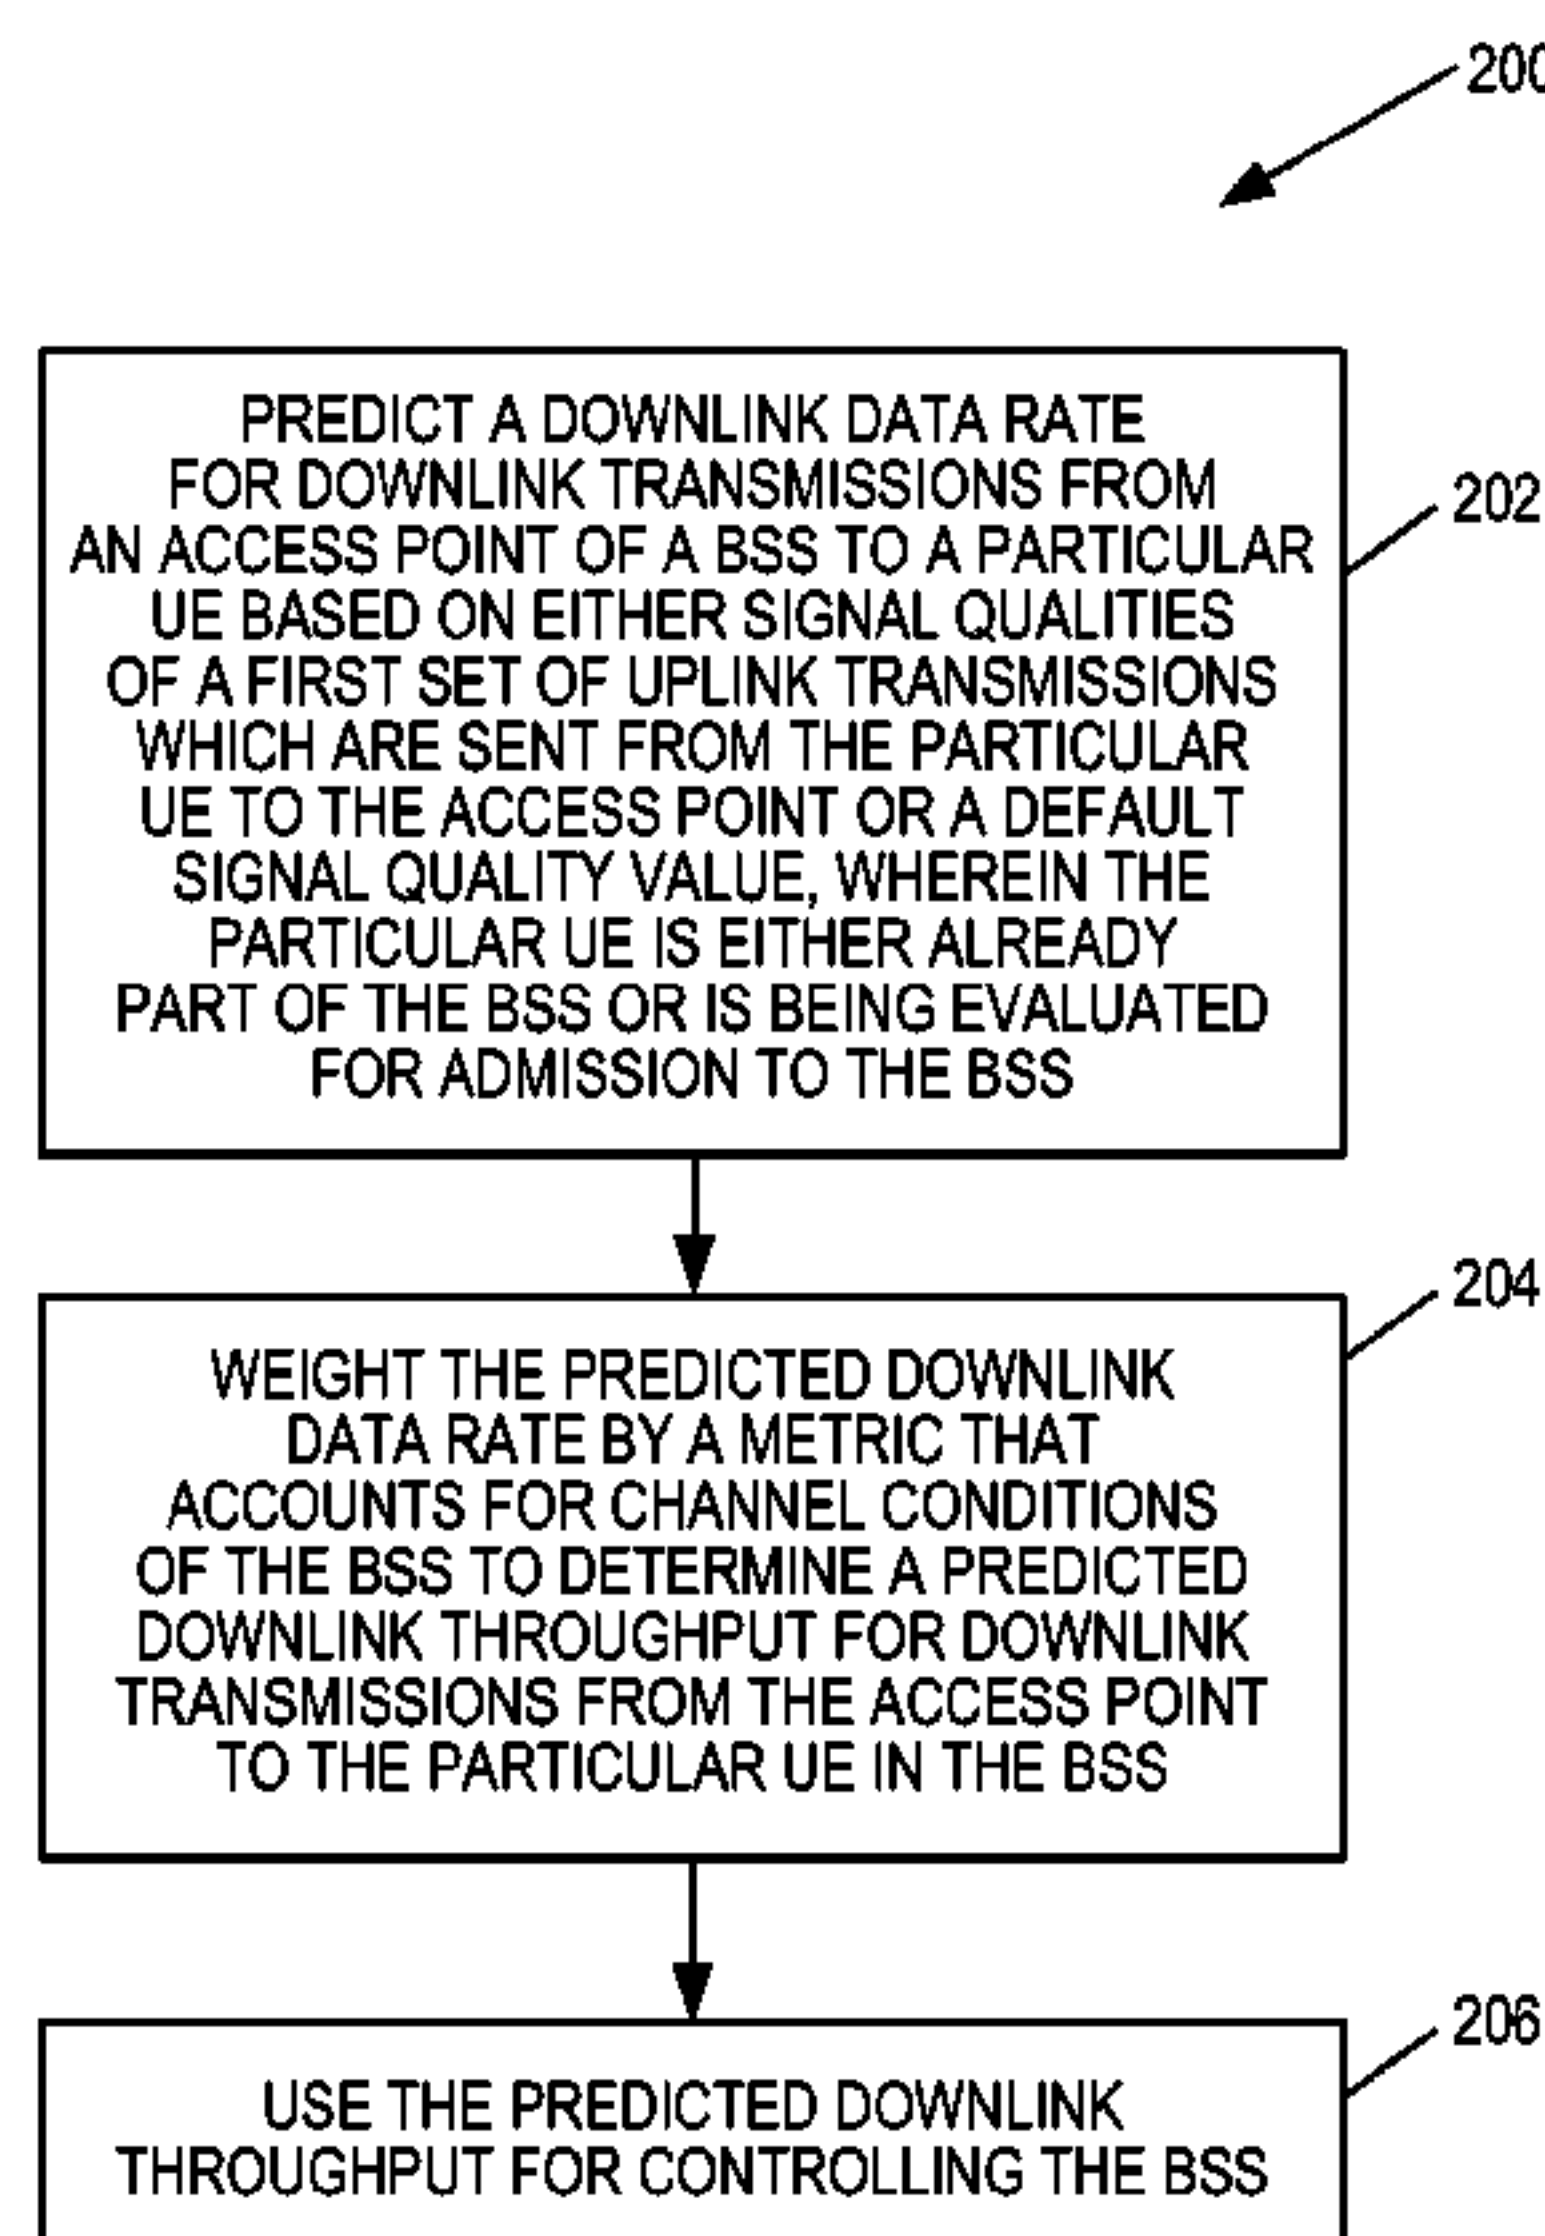 200
PREDICT A DOWNLINK DATA RATE
FOR DOWNLINK TRANSMISSIONS FROM
AN ACCESS POINT OF A BSS TO A PARTICULAR
UE BASED ON EITHER SIGNAL QUALITIES
OF A FIRST SET OF UPLINK TRANSMISSIONS
WHICH ARE SENT FROM THE PARTICULAR
UE TO THE ACCESS POINT OR A DEFAULT
SIGNAL QUALITY VALUE, WHEREIN THE
PARTICULAR UE IS EITHER ALREADY
PART OF THE BSS OR IS BEING EVALUATED
FOR ADMISSION TO THE BSS
202
WEIGHT THE PREDICTED DOWNLINK
DATA RATE BY A METRIC THAT
ACCOUNTS FOR CHANNEL CONDITIONS
OF THE BSS TO DETERMINE A PREDICTED
DOWNLINK THROUGHPUT FOR DOWNLINK
TRANSMISSIONS FROM THE ACCESS POINT
TO THE PARTICULAR UE IN THE BSS
204
USE THE PREDICTED DOWNLINK
THROUGHPUT FOR CONTROLLING THE BSS
206